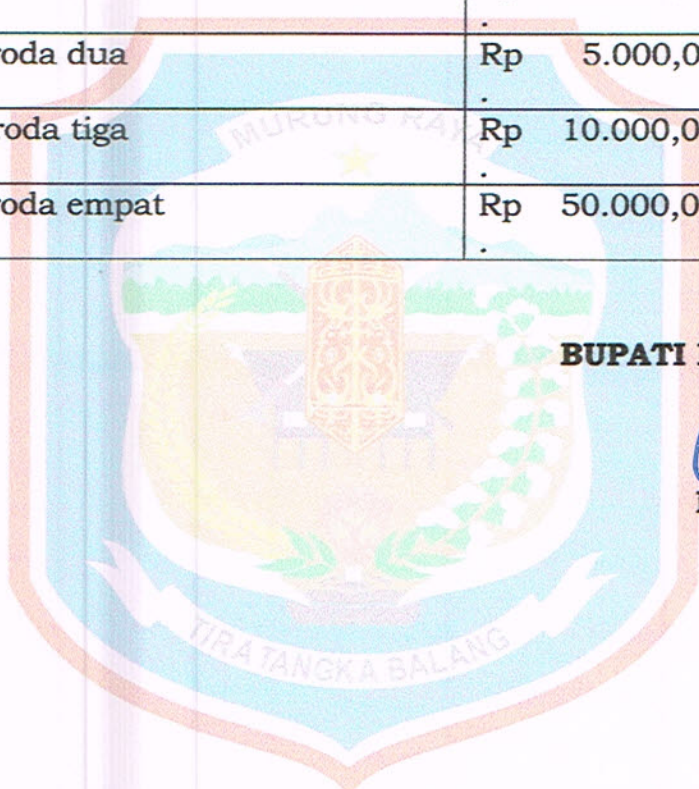 roda dua Rp 5.000,0
.
roda tiga Rp 10.000,0
.
roda empat Rp 50.000,0
.
MURUNG RAYA
BUPATI
TIRA TANGKA BALANG